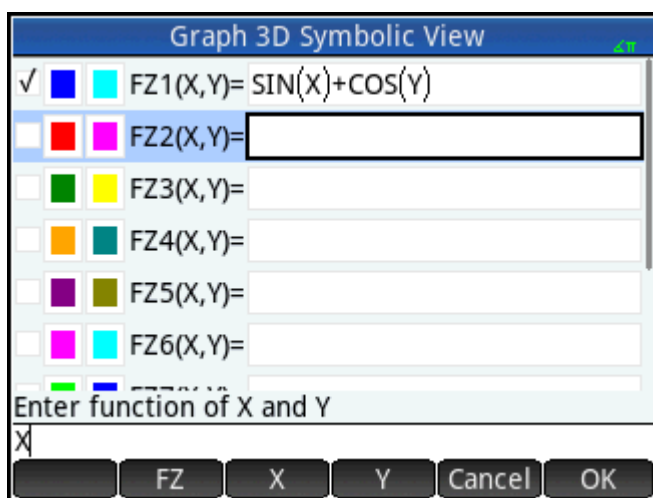 Graph 3D Symbolic View
∡π
√ FZ1(X,Y)= SIN(X)+COS(Y)
FZ2(X,Y)=
FZ3(X,Y)=
FZ4(X,Y)=
FZ5(X,Y)=
FZ6(X,Y)=
Enter function of X and Y
X
FZ X Y Cancel OK